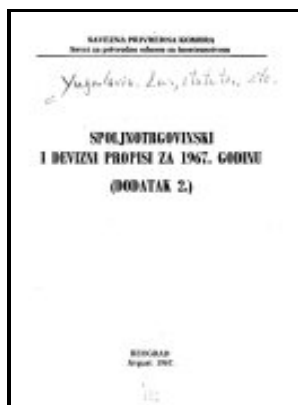 SAVEZNA PRIVREDNA KOMORA
Savet za privredne odnose sa inostranstvom
Yugoslavia. Laws, statutes, etc.
SPOLJNOTRGOVINSKI
I DEVIZNI PROPISI ZA 1967. GODINU
(DODATAK 2.)
BEOGRAD
Avgust 1967.